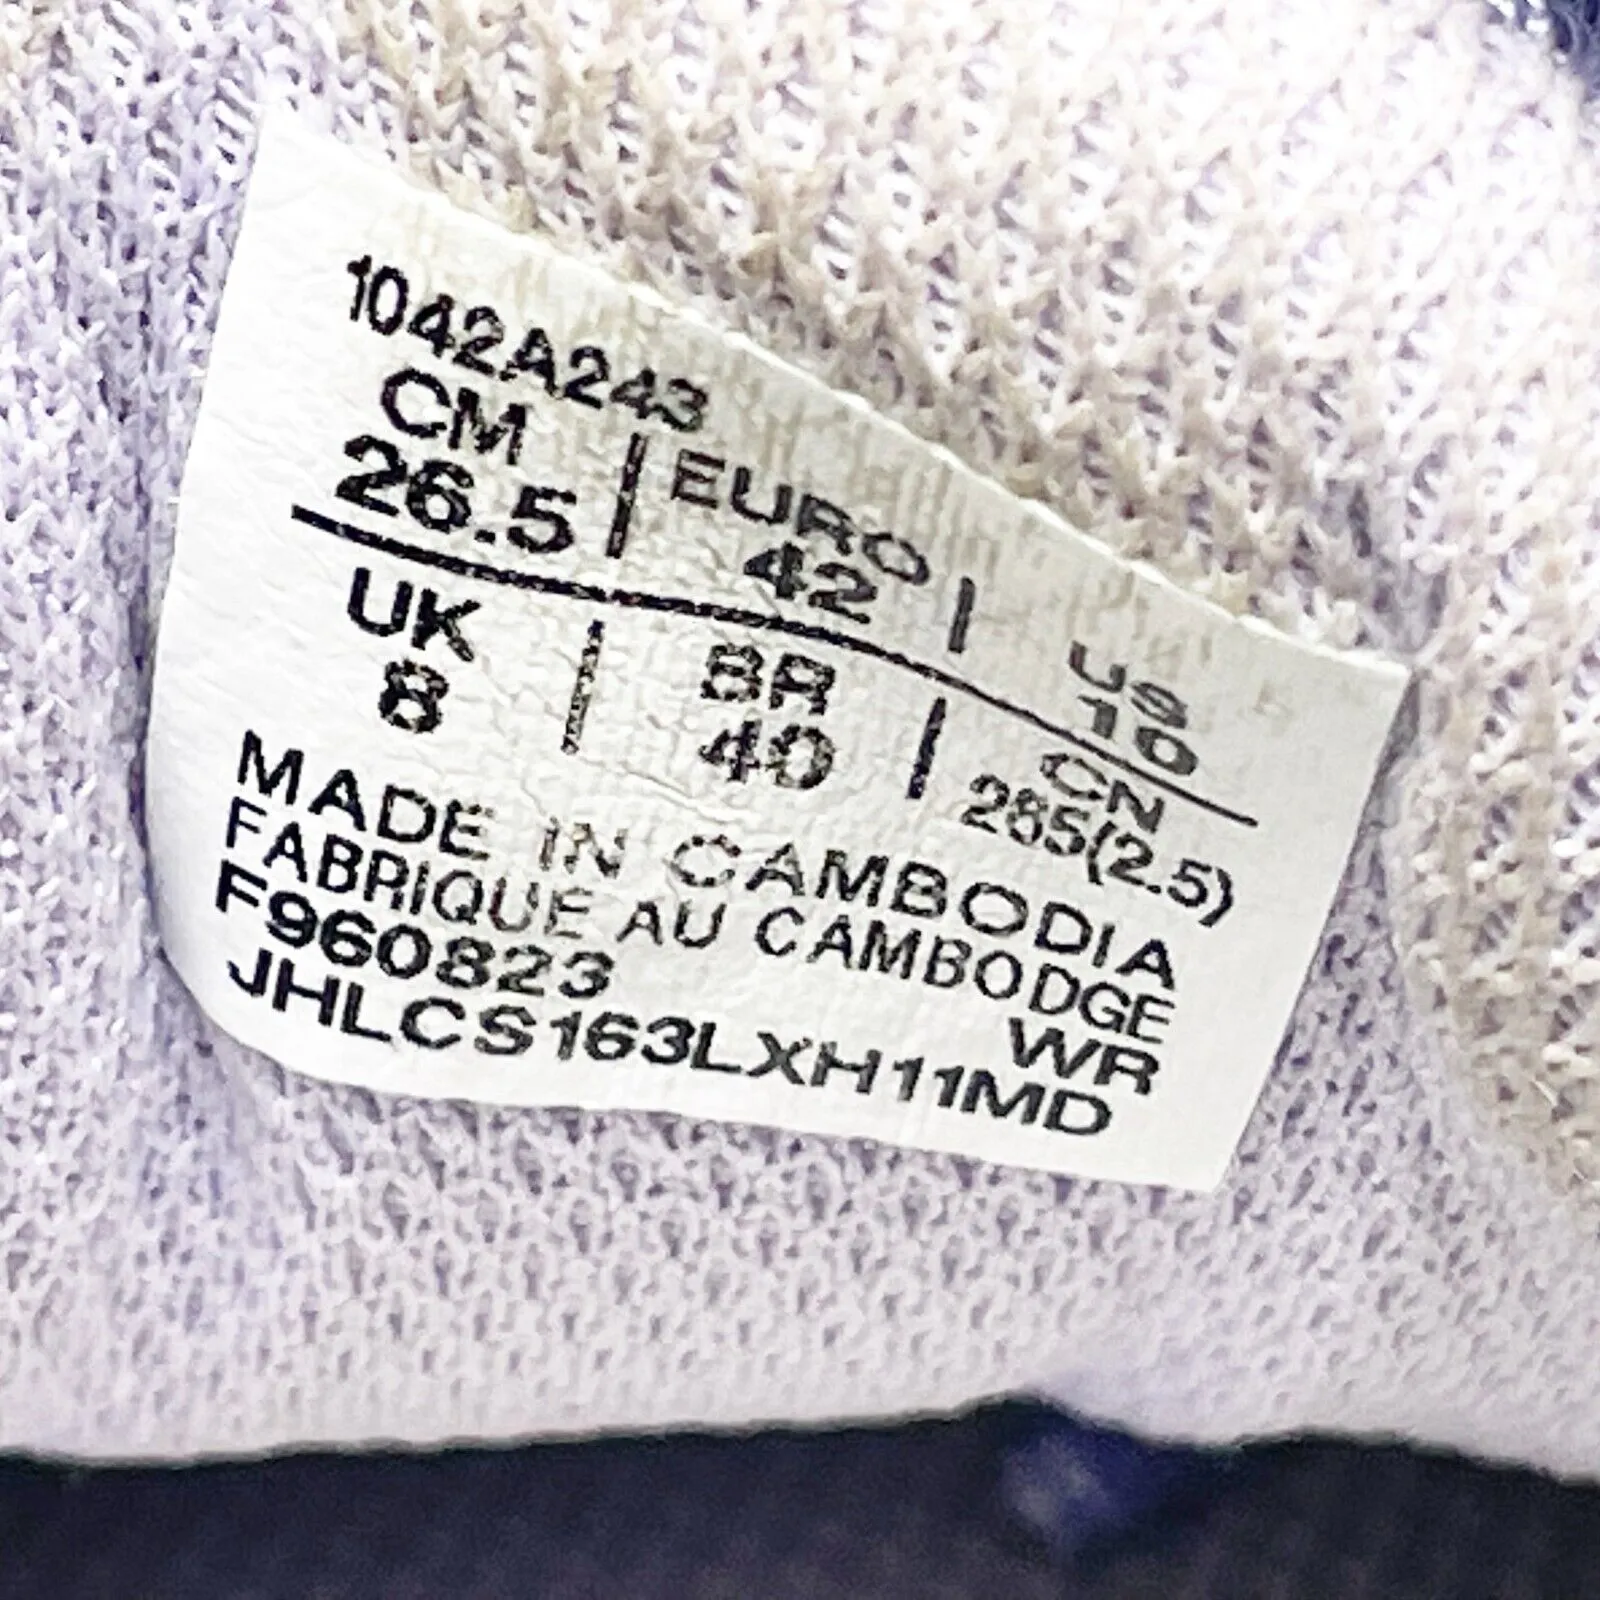 1042A243
CM | EURO | US
26.5 42 10
UK | BR | CN
8 40 265(2.5)
MADE IN CAMBODIA
FABRIQUE AU CAMBODGE
F960823 WR
JHLCS163LXH11MD